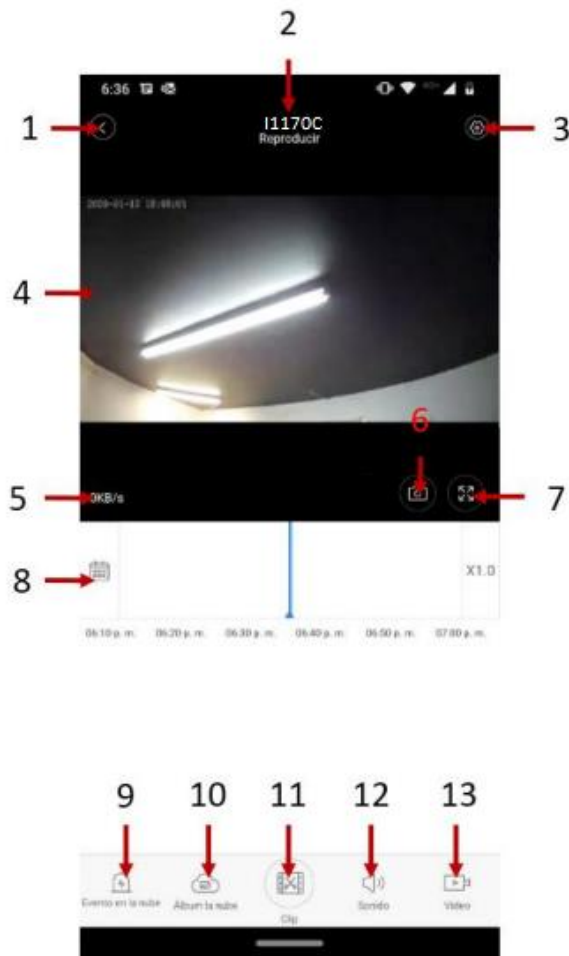 2
6:36
1
I1170C
3
Reproducir
4
6
5
0KB/s
7
8
X1.0
06:10 p. m. 06:20 p. m. 06:30 p. m. 06:40 p. m. 06:50 p. m. 07:00 p. m.
9 10 11 12 13
Evento en la nube Álbum la nube Clip Sonido Video